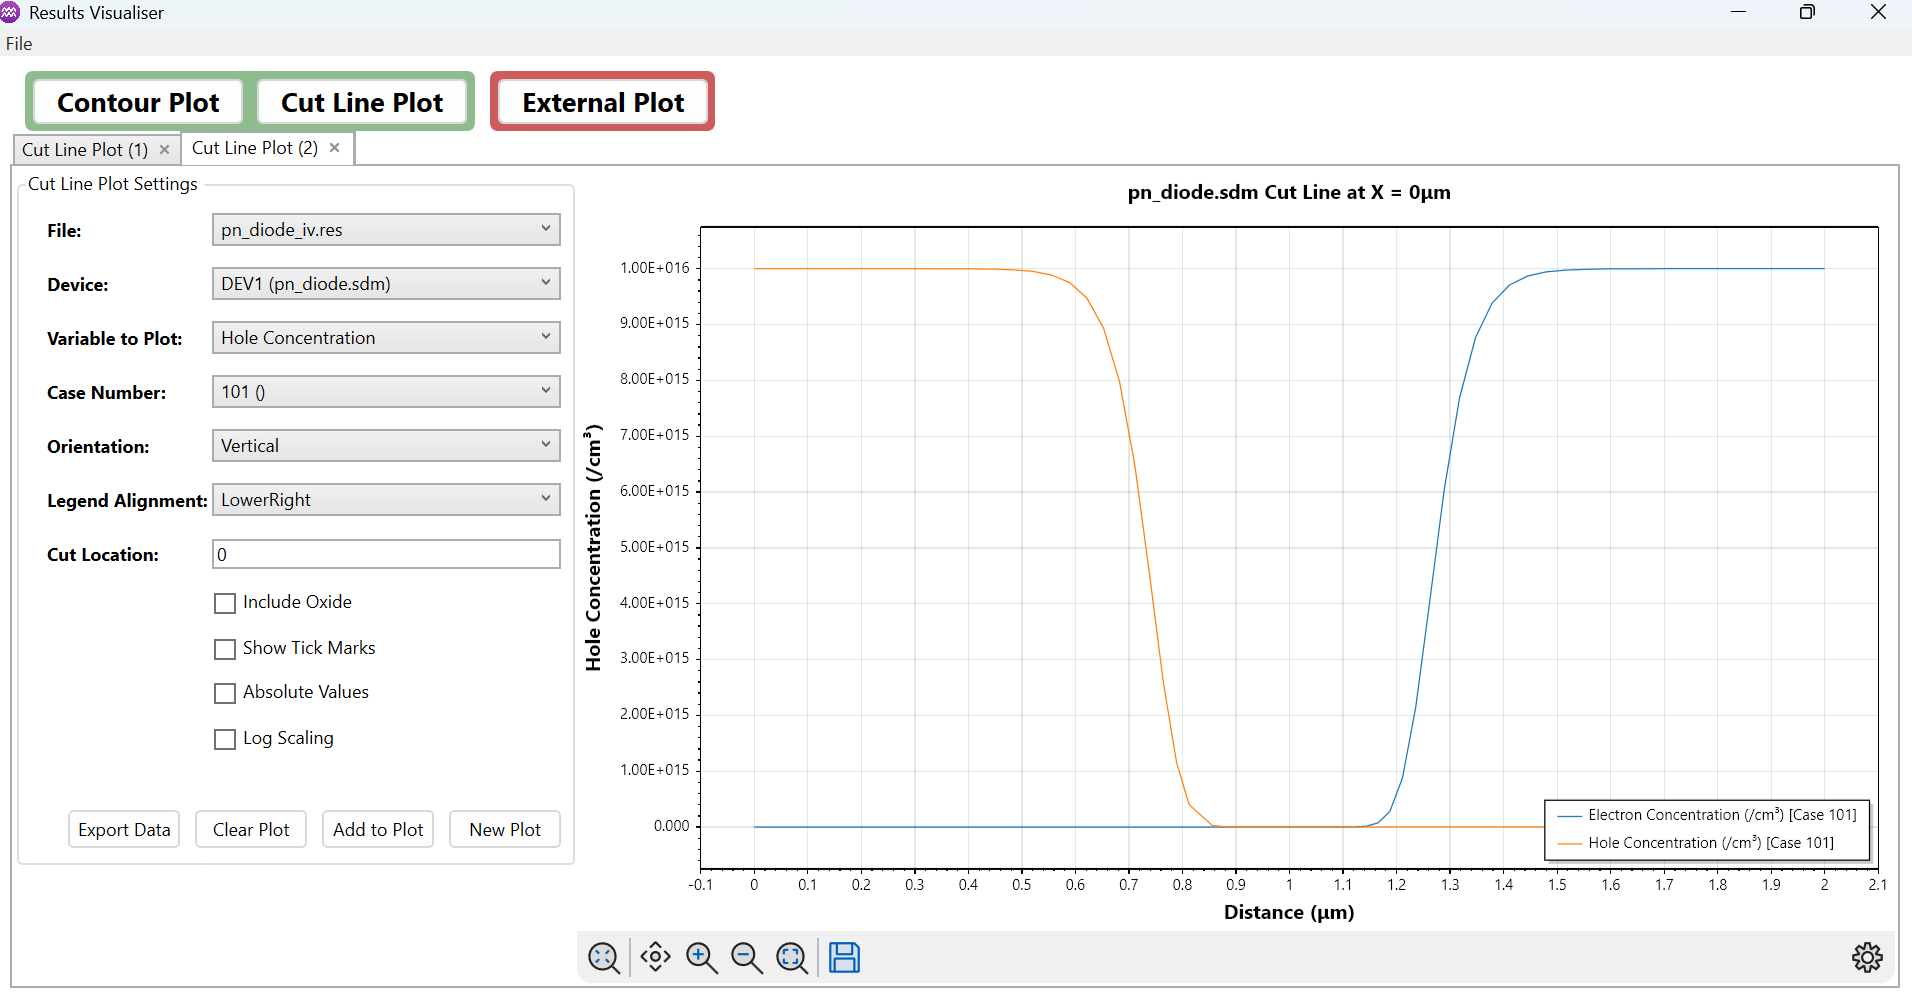 Results Visualiser
File
Contour Plot
Cut Line Plot
External Plot
Cut Line Plot (1)
Cut Line Plot (2)
Cut Line Plot Settings
File:
pn_diode_iv.res
Device:
DEV1 (pn_diode.sdm)
Variable to Plot:
Hole Concentration
Case Number:
101 ()
Orientation:
Vertical
Legend Alignment:
LowerRight
Cut Location:
0
Include Oxide
Show Tick Marks
Absolute Values
Log Scaling
Export Data
Clear Plot
Add to Plot
New Plot
pn_diode.sdm Cut Line at X = 0µm
Hole Concentration (/cm³)
1.00E+016
9.00E+015
8.00E+015
7.00E+015
6.00E+015
5.00E+015
4.00E+015
3.00E+015
2.00E+015
1.00E+015
0.000
Electron Concentration (/cm³) [Case 101]
Hole Concentration (/cm³) [Case 101]
-0.1 0 0.1 0.2 0.3 0.4 0.5 0.6 0.7 0.8 0.9 1 1.1 1.2 1.3 1.4 1.5 1.6 1.7 1.8 1.9 2 2.1
Distance (µm)